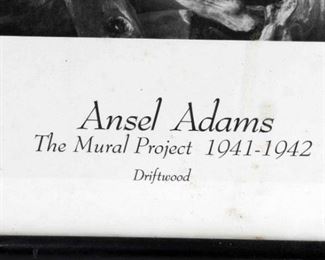 Ansel Adams
The Mural Project 1941-1942
Driftwood